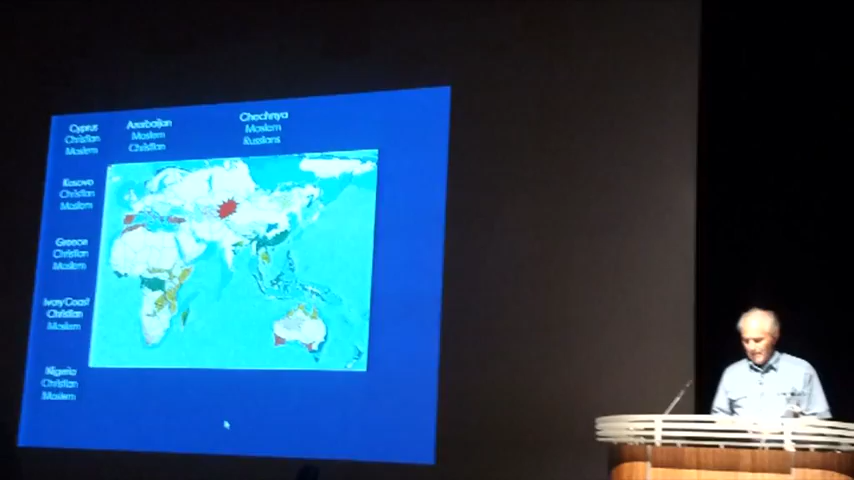 Cyprus
Christian
Moslem
Azerbaijan
Moslem
Christian
Chechnya
Moslem
Russians
Kosovo
Christian
Moslem
Greece
Christian
Moslem
Ivory Coast
Christian
Moslem
Nigeria
Christian
Moslem